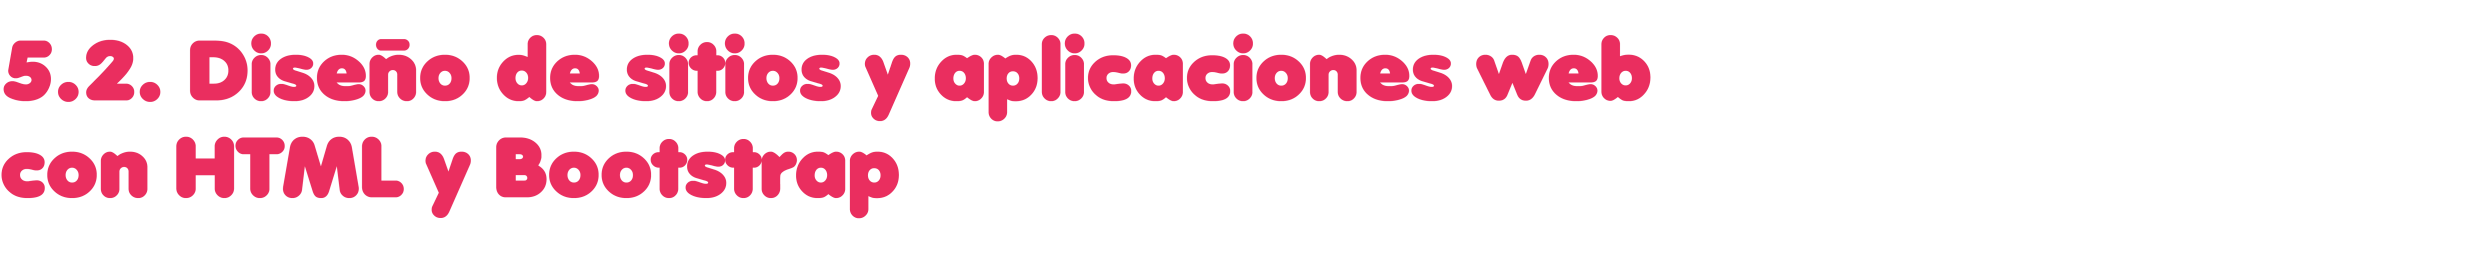 5.2. Diseño de sitios y aplicaciones web
con HTML y Bootstrap